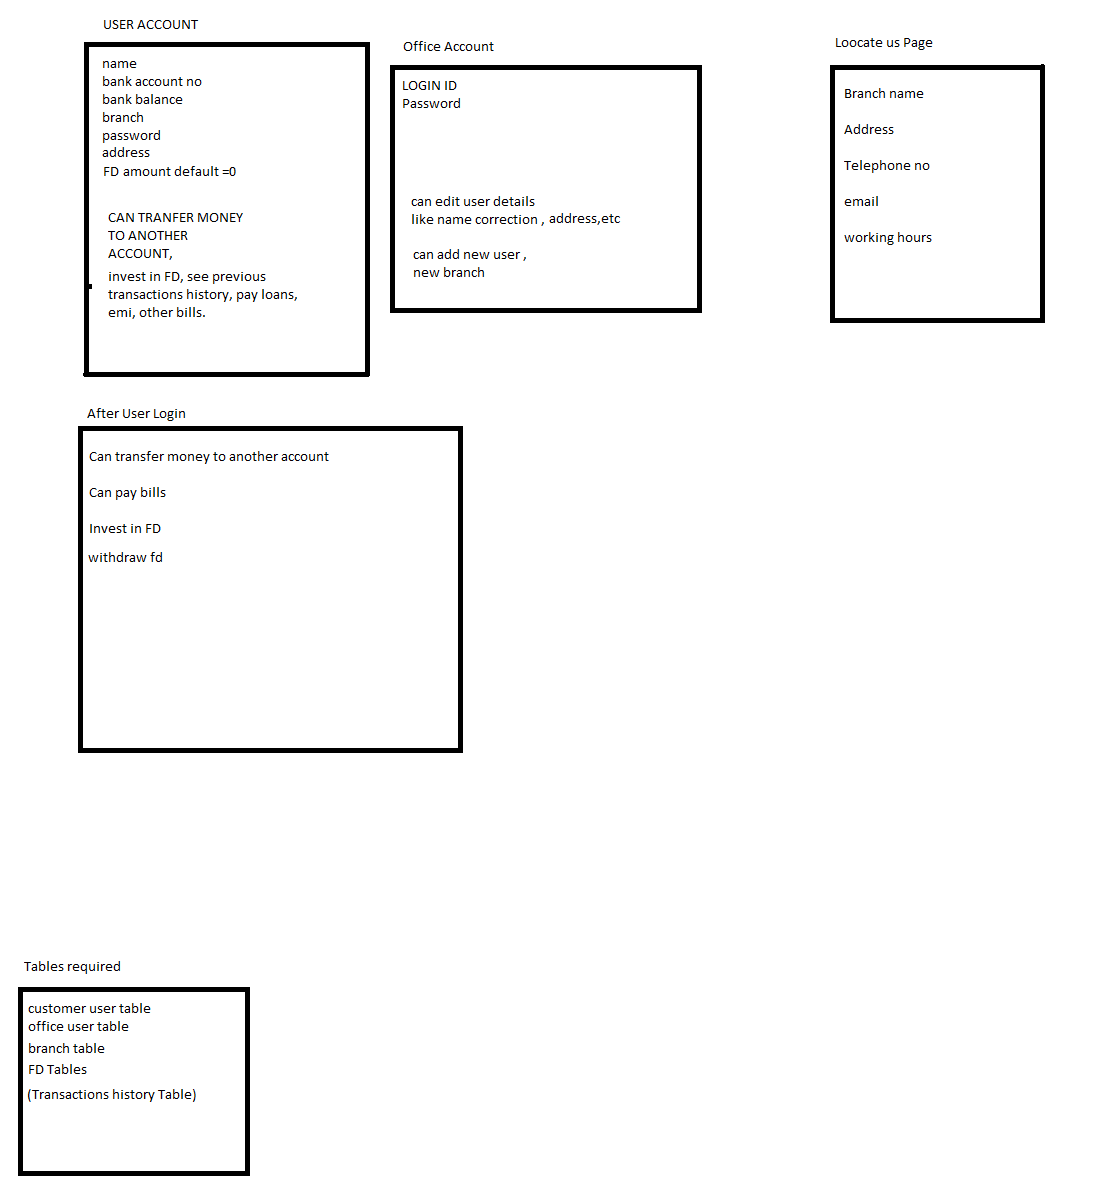 USER ACCOUNT
name
bank account no
bank balance
branch
password
address
FD amount default =0
CAN TRANFER MONEY
TO ANOTHER
ACCOUNT,
invest in FD, see previous
transactions history, pay loans,
emi, other bills.
Office Account
LOGIN ID
Password
can edit user details
like name correction , address,etc
can add new user ,
new branch
Loocate us Page
Branch name
Address
Telephone no
email
working hours
After User Login
Can transfer money to another account
Can pay bills
Invest in FD
withdraw fd
Tables required
customer user table
office user table
branch table
FD Tables
(Transactions history Table)